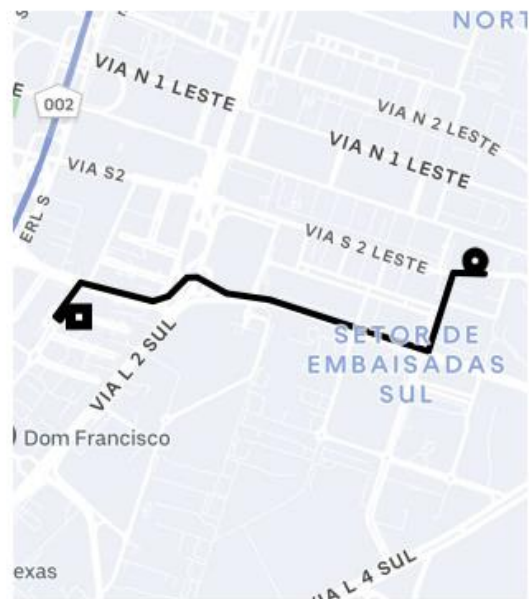 NORT
VIA N 1 LESTE
E
002
VIA N 2 LESTE
VIA N 1 LESTE
VIA S2
ERL S
VIA S 2 LESTE
SETOR DE
EMBAISADAS
SUL
VIA L 2 SUL
Dom Francisco
exas
VIA L 4 SUL